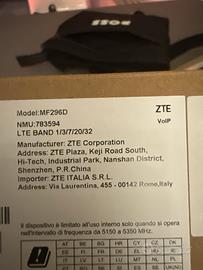 BOSS
Model:MF296D
ZTE
NMU:783594
VoIP
LTE BAND 1/3/7/20/32
Manufacturer: ZTE Corporation
Address: ZTE Plaza, Keji Road South,
Hi-Tech, Industrial Park, Nanshan District,
Shenzhen, P.R.China
Importer: ZTE ITALIA S.R.L.
Address: Via Laurentina, 455 - 00142 Rome,Italy
Il dispositivo è limitato all'uso interno solo quando si opera
nell'intervallo di frequenza da 5150 a 5350 MHz.
AT BE BG HR CY CZ DK